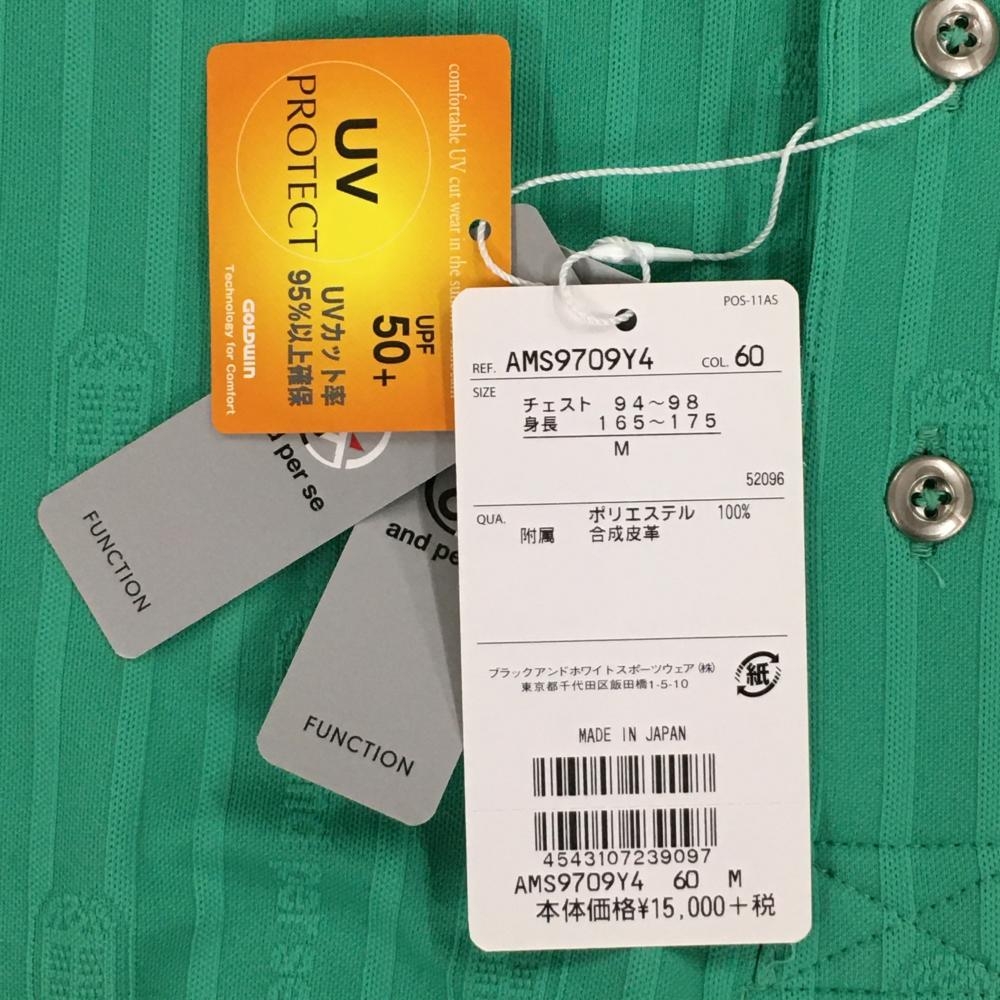 comfortable UV cut wear in the
UV
PROTECT
UPF
50+
UVカット率
95%以上確保
GOLDWIN
Technology for Comfort
per se
FUNCTION
and pe
FUNCTION
POS-11AS
REF. AMS9709Y4 COL. 60
SIZE
チェスト 94～98
身長 165～175
M
52096
QUA. ポリエステル 100%
附属 合成皮革
ブラックアンドホワイトスポーツウェア㈱
東京都千代田区飯田橋1-5-10
紙
MADE IN JAPAN
4543107239097
AMS9709Y4 60 M
本体価格¥15,000+税